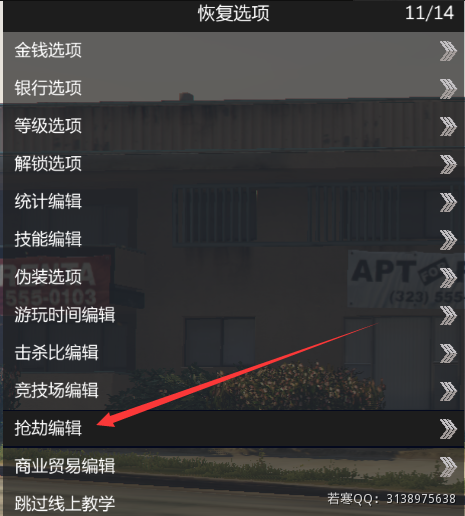 恢复选项 11/14
金钱选项
银行选项
等级选项
解锁选项
统计编辑
技能编辑
伪装选项
RENTA
APT
555-0103
(323) 555
游玩时间编辑
击杀比编辑
竞技场编辑
抢劫编辑
商业贸易编辑
若寒QQ: 3138975638
跳过线上教学